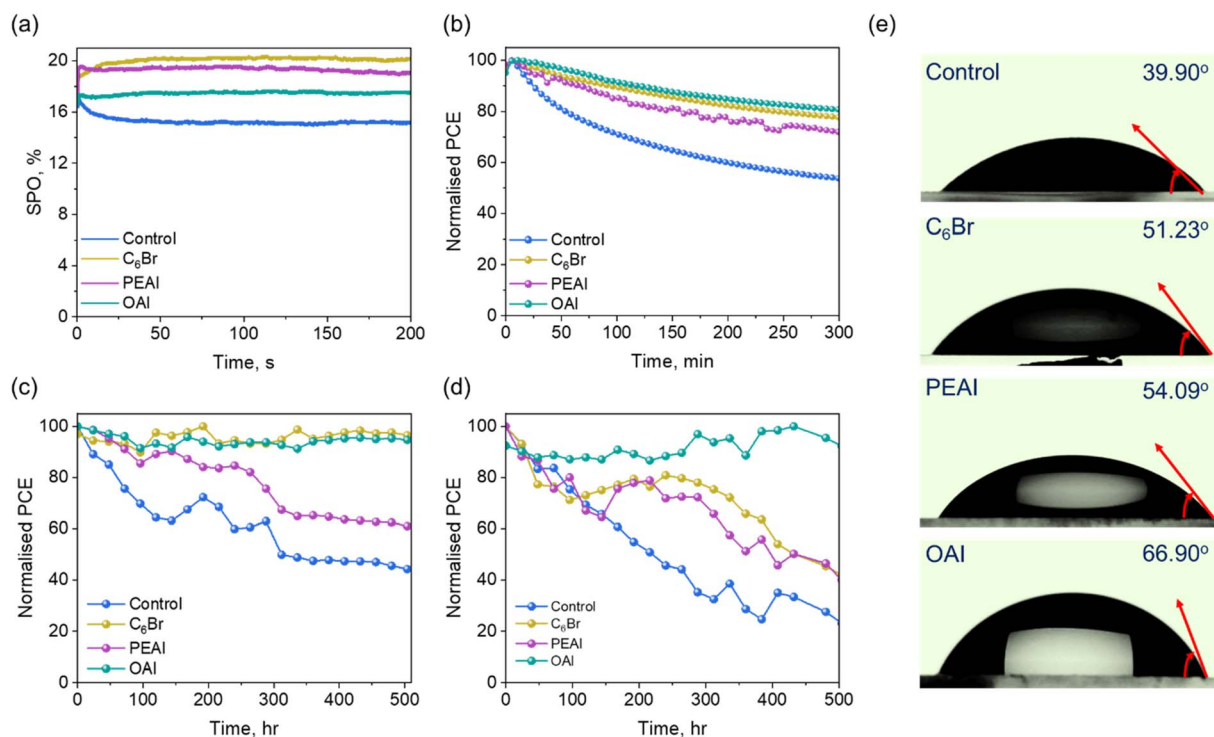 (a)
20
16
12
8
4
0
SPO, %
Control
C₆Br
PEAI
OAI
0 50 100 150 200
Time, s
(b)
100
80
60
40
20
0
Normalised PCE
Control
C₆Br
PEAI
OAI
0 50 100 150 200 250 300
Time, min
(c)
100
80
60
40
20
0
Normalised PCE
Control
C₆Br
PEAI
OAI
0 100 200 300 400 500
Time, hr
(d)
100
80
60
40
20
0
Normalised PCE
Control
C₆Br
PEAI
OAI
0 100 200 300 400 500
Time, hr
(e)
Control 39.90º
C₆Br 51.23º
PEAI 54.09º
OAI 66.90º